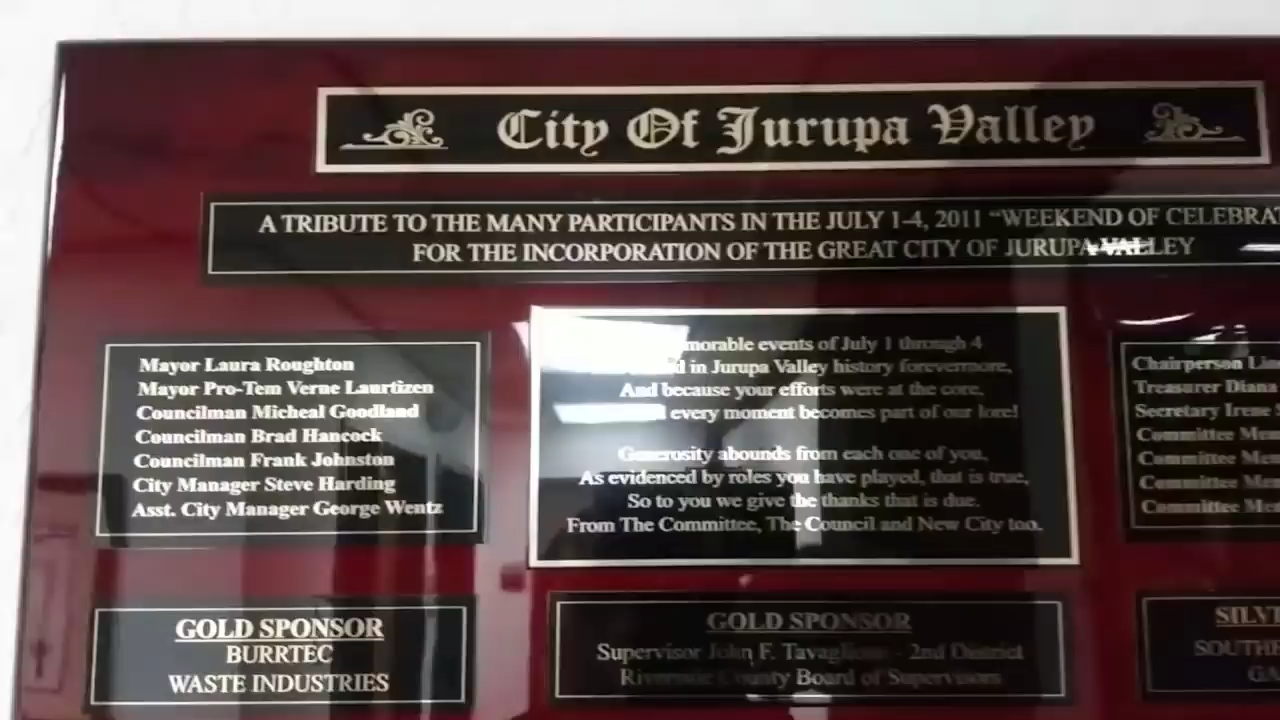 City Of Jurupa Valley
A TRIBUTE TO THE MANY PARTICIPANTS IN THE JULY 1-4, 2011 "WEEKEND OF
FOR THE INCORPORATION OF THE GREAT CITY OF JURUPA VALLEY
Mayor Laura Roughton
Mayor Pro-Tem Verne Laurtizen
Councilman Micheal Goodland
Councilman Brad Hancock
Councilman Frank Johnston
City Manager Steve Harding
Asst. City Manager George Wentz
events of July 1 through 4
in Jurupa Valley history forevermore,
And because your efforts were at the core,
every moment becomes part of our lore!
Generosity abounds from each one of you,
As evidenced by roles you have played, that is true,
So to you we give the thanks that is due.
From The Committee, The Council and New City too.
Chairperson
Treasurer Diana
Secretary Irene
Committee
Committee
Committee
Committee
GOLD SPONSOR
BURRTEC
WASTE INDUSTRIES
GOLD SPONSOR
Supervisor John F. - 2nd District
Riverside County Board of Supervisors